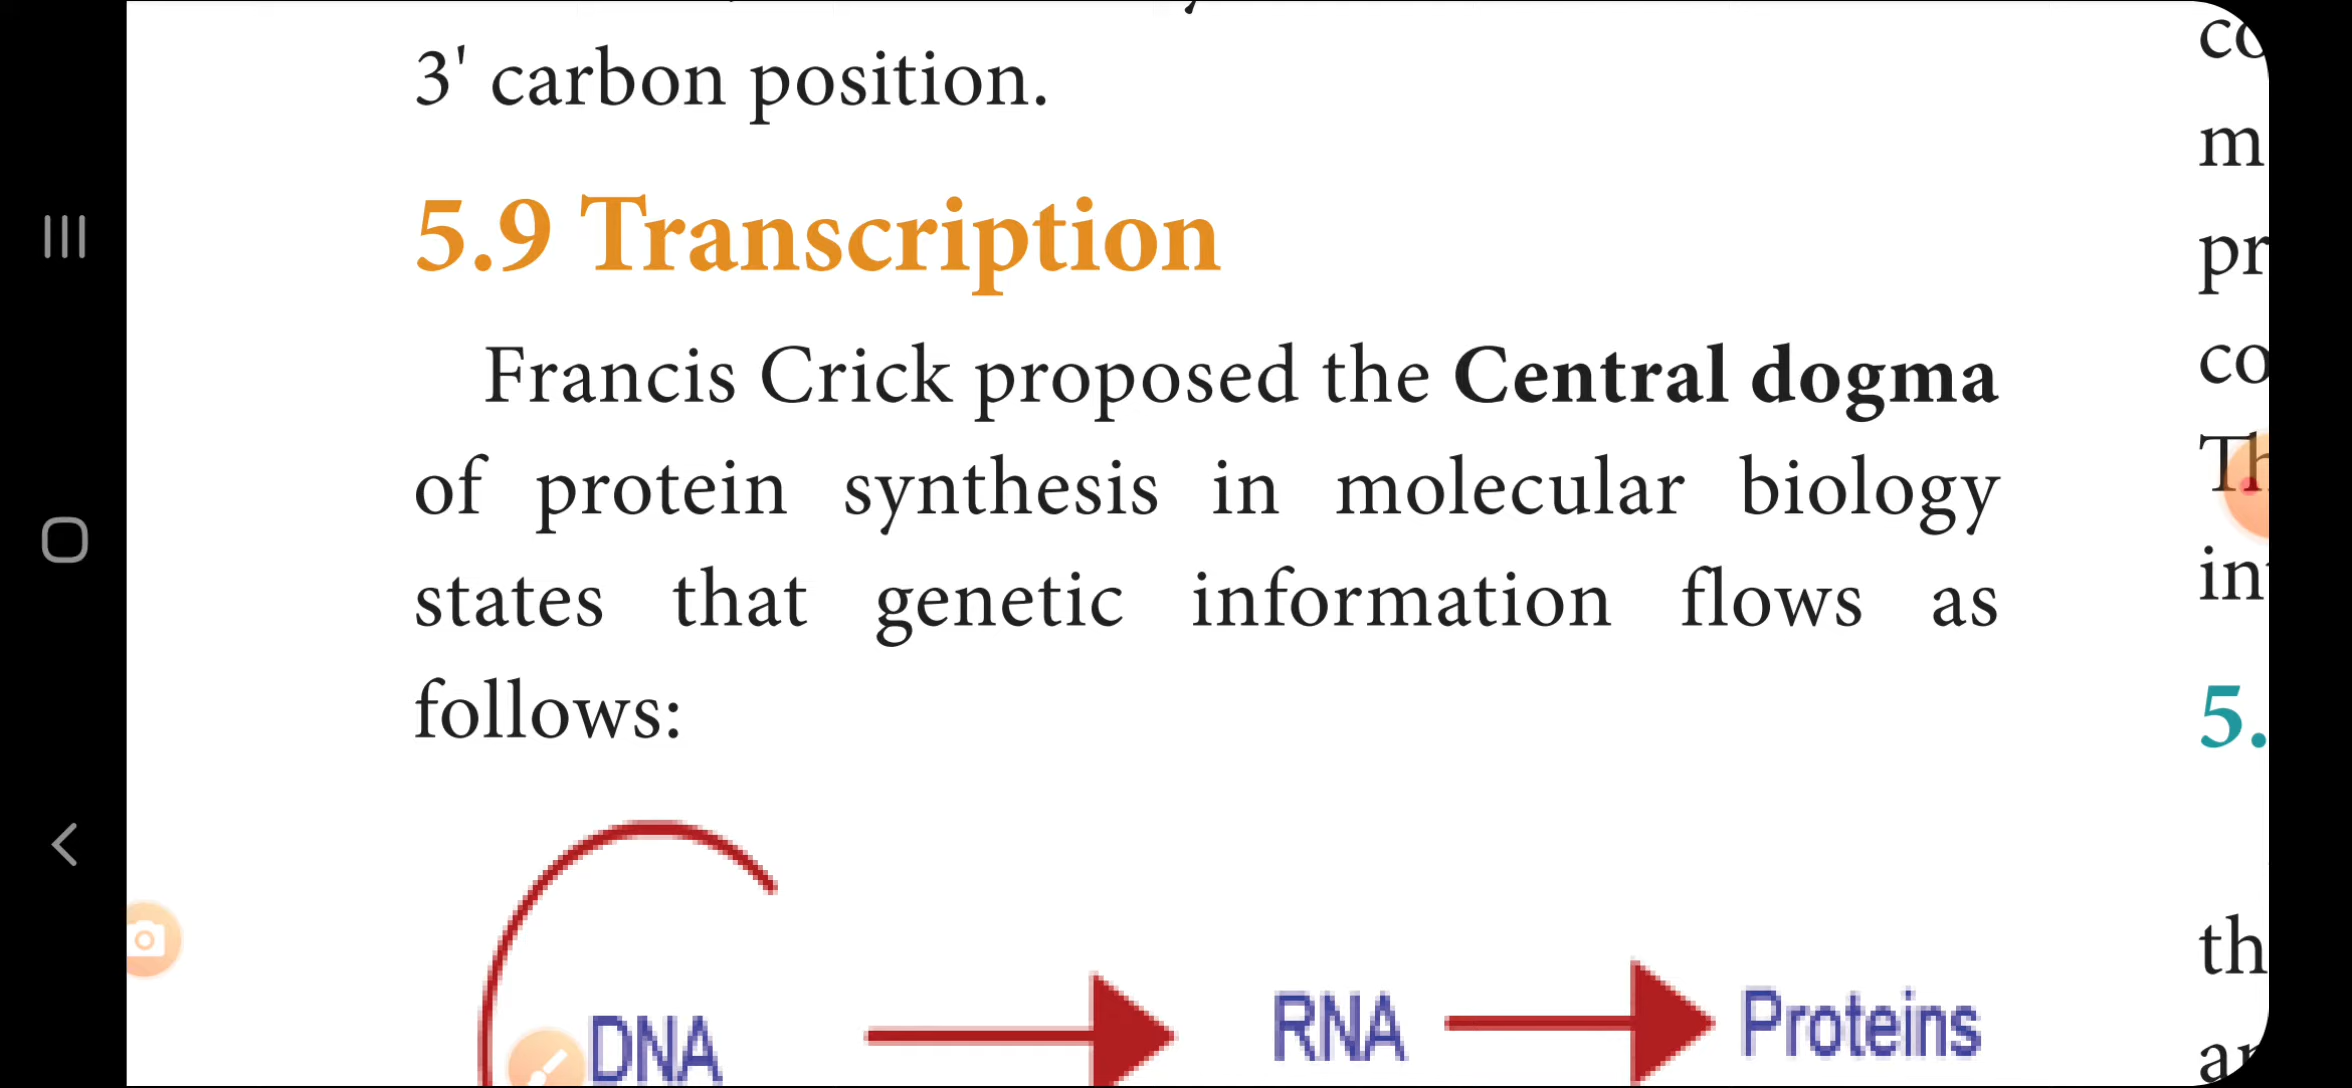 3' carbon position.
5.9 Transcription
Francis Crick proposed the Central dogma
of protein synthesis in molecular biology
states that genetic information flows as
follows:
DNA
RNA
Proteins
5.